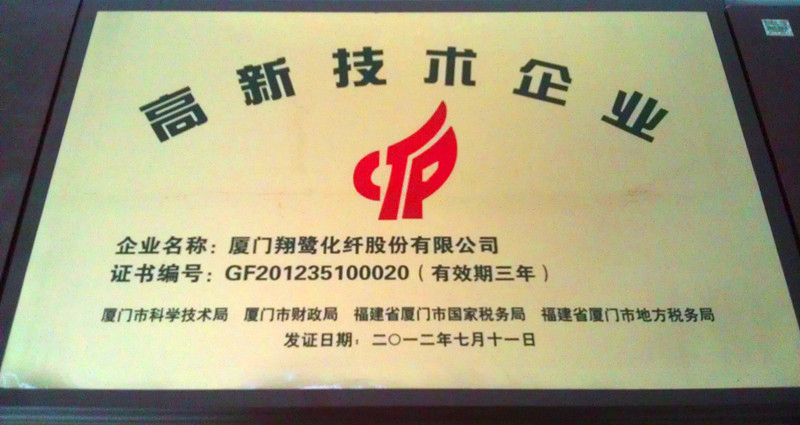 高新技术企业
CTP
企业名称：厦门翔鹭化纤股份有限公司
证书编号：GF201235100020（有效期三年）
厦门市科学技术局 厦门市财政局 福建省厦门市国家税务局 福建省厦门市地方税务局
发证日期：二〇一二年七月十一日